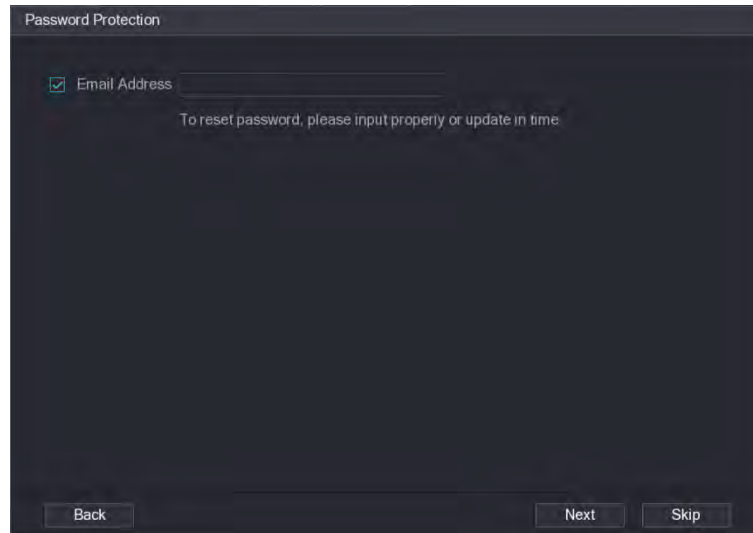 Password Protection
Email Address
To reset password, please input properly or update in time
Back Next Skip